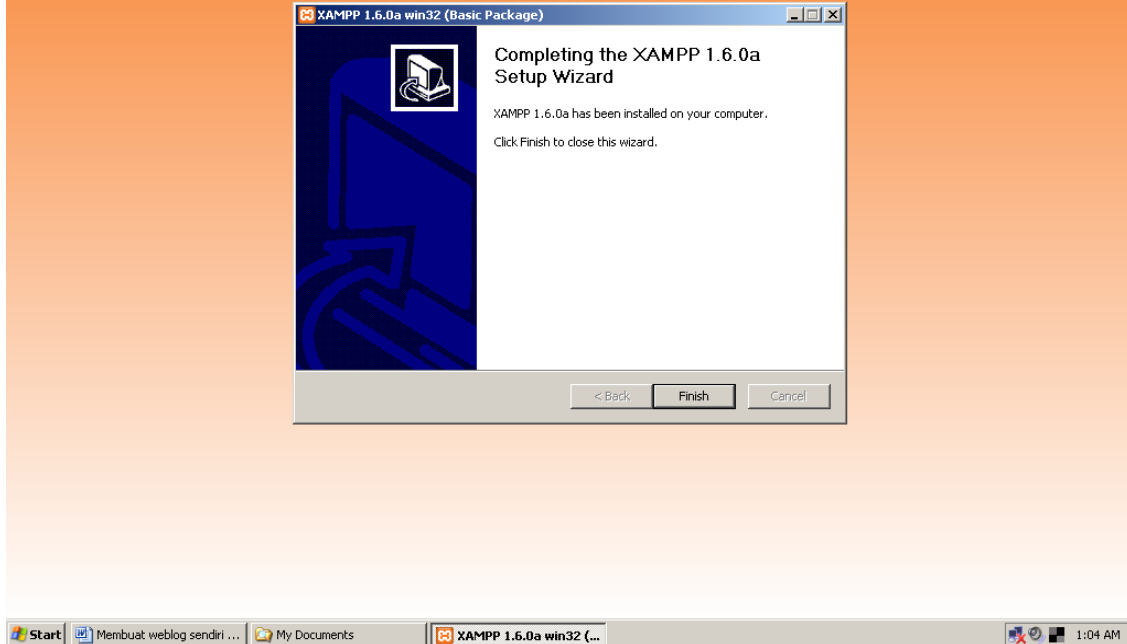 XAMPP 1.6.0a win32 (Basic Package)
Completing the XAMPP 1.6.0a
Setup Wizard
XAMPP 1.6.0a has been installed on your computer.
Click Finish to close this wizard.
< Back
Finish
Cancel
Start
Membuat weblog sendiri ...
My Documents
XAMPP 1.6.0a win32 (...
1:04 AM